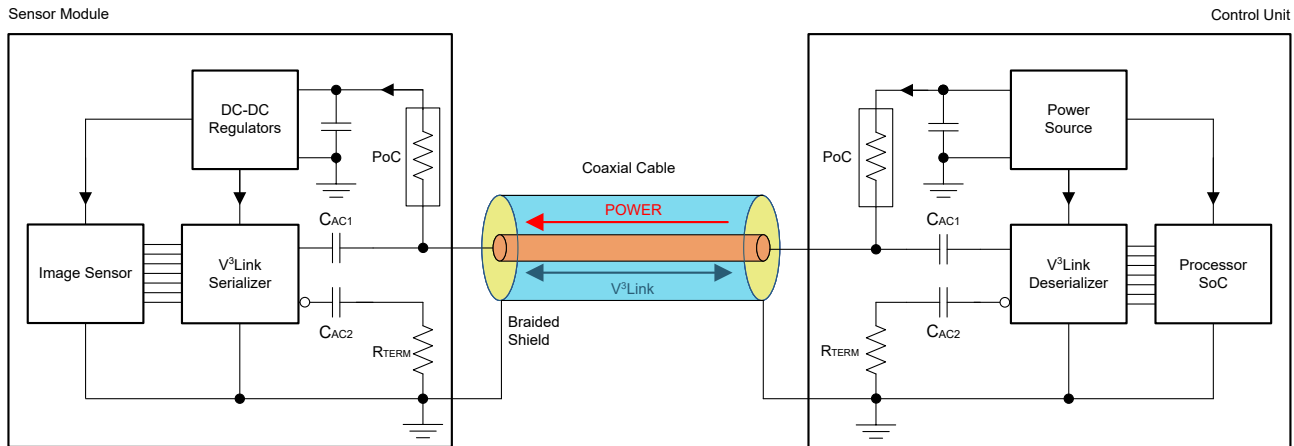 Sensor Module
Control Unit
DC-DC
Regulators
PoC
CAC1
Image Sensor
V³Link
Serializer
CAC2
RTERM
Coaxial Cable
POWER
V³Link
Braided
Shield
Power
Source
PoC
CAC1
V³Link
Deserializer
Processor
SoC
CAC2
RTERM